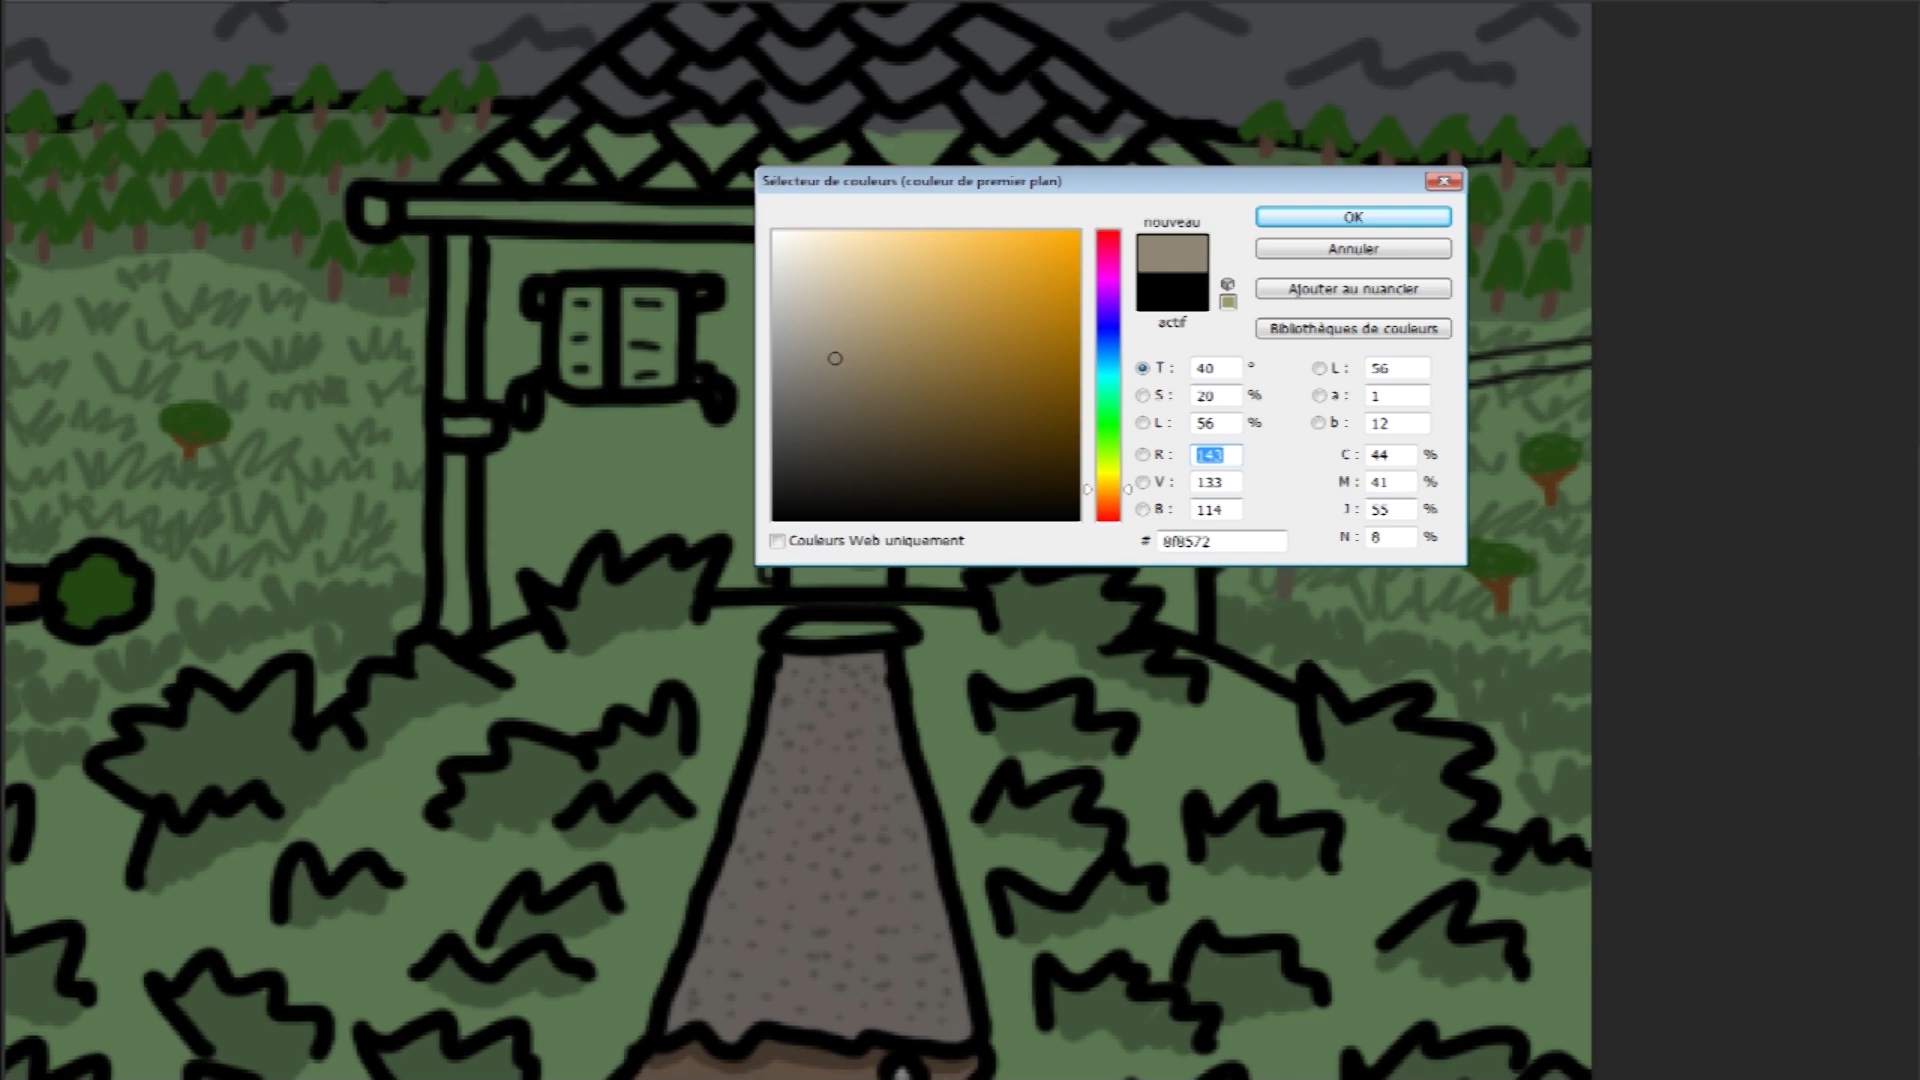 Sélecteur de couleurs (couleur de premier plan)
nouveau
actif
OK
Annuler
Ajouter au nuancier
Bibliothèques de couleurs
T : 40 °
S : 20 %
L : 56 %
R : 143
V : 133
B : 114
# 8f8572
L : 56
a : 1
b : 12
C : 44 %
M : 41 %
J : 55 %
N : 8 %
Couleurs Web uniquement